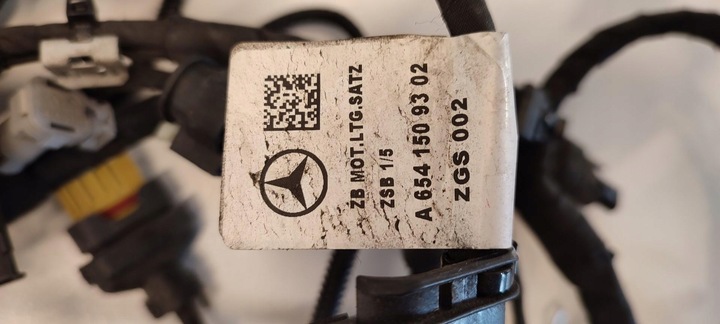 ZB MOT.LTG.SATZ
ZSB 1/5
A 654 150 93 02
ZGS 002